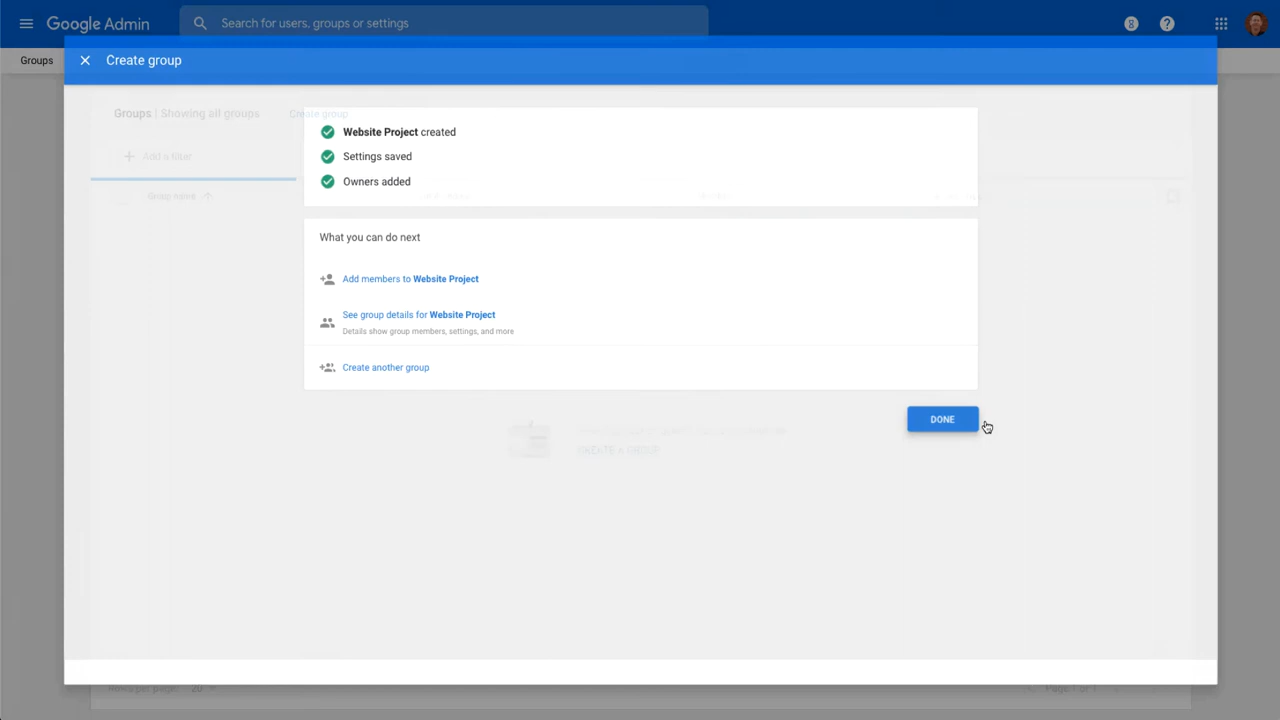 Google Admin
Search for users, groups or settings
Groups
Create group
Groups | Showing all groups
Create group
Website Project created
Add a filter
Settings saved
Owners added
Group name
What you can do next
Add members to Website Project
See group details for Website Project
Details show group members, settings, and more
Create another group
DONE
CREATE A GROUP
Rows per page: 20
Page 1 of 1